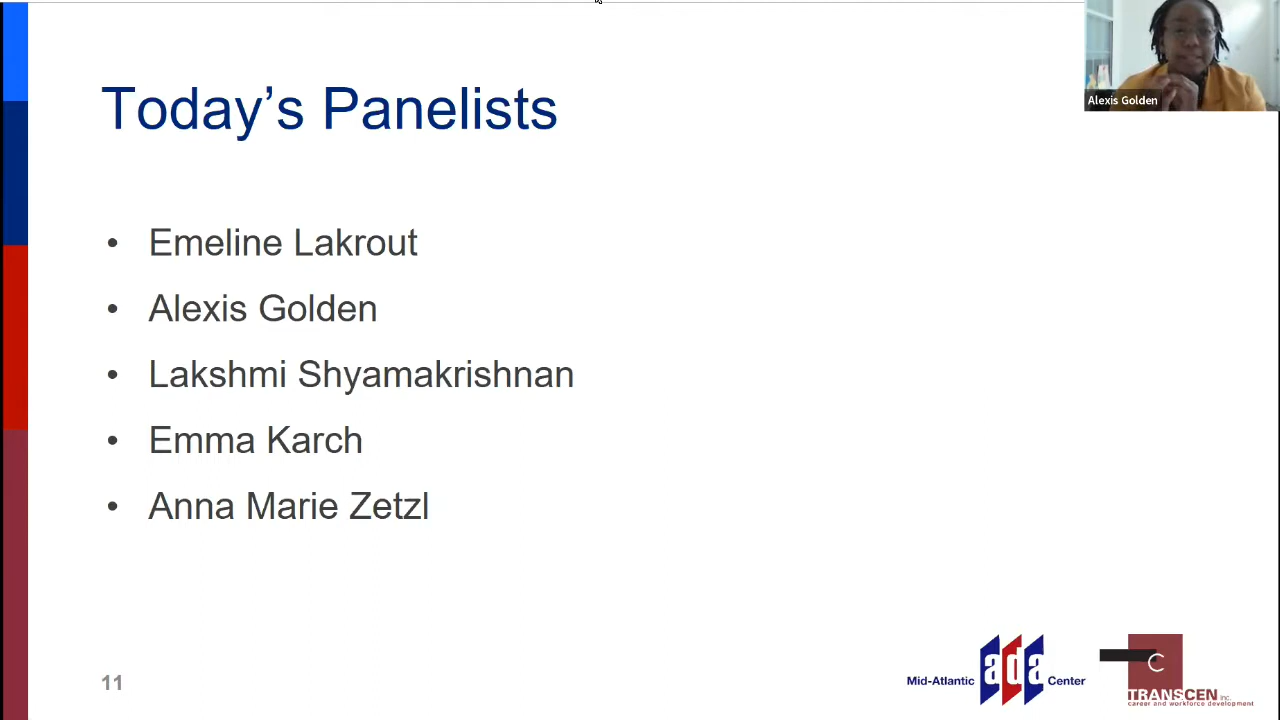 Today's Panelists
Alexis Golden
• Emeline Lakrout
• Alexis Golden
• Lakshmi Shyamakrishnan
• Emma Karch
• Anna Marie Zetzl
11
Mid-Atlantic ada Center
TRANSCEN Inc.
career and workforce development